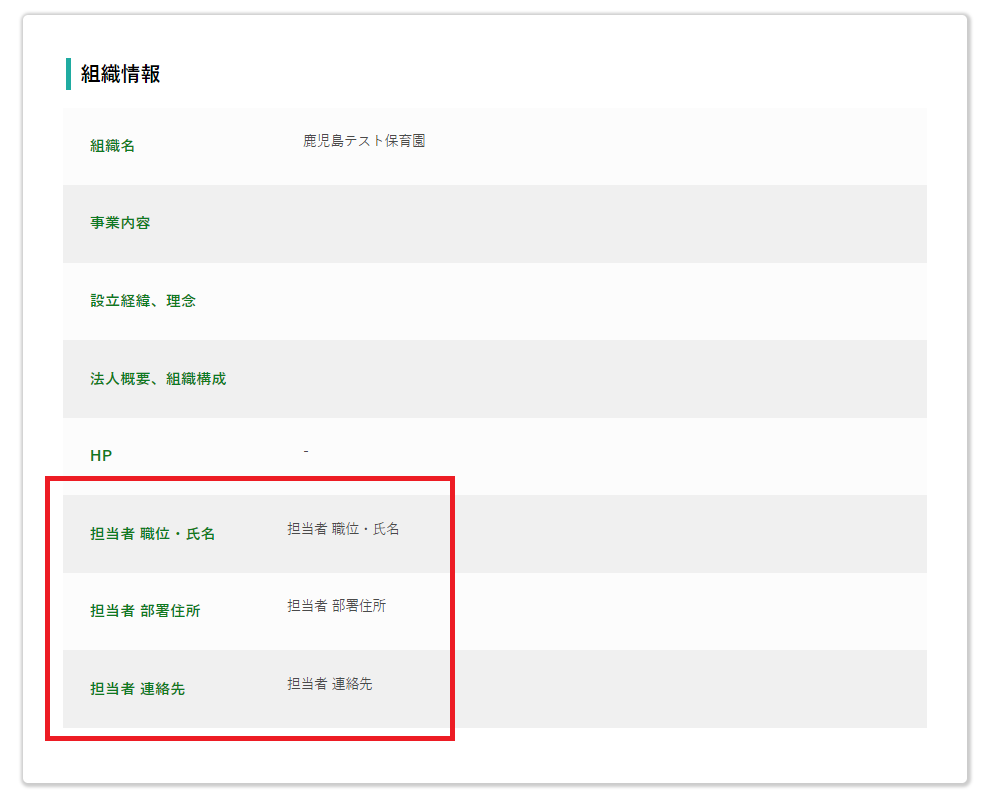 組織情報
組織名 鹿児島テスト保育園
事業内容
設立経緯、理念
法人概要、組織構成
HP -
担当者 職位・氏名 担当者 職位・氏名
担当者 部署住所 担当者 部署住所
担当者 連絡先 担当者 連絡先